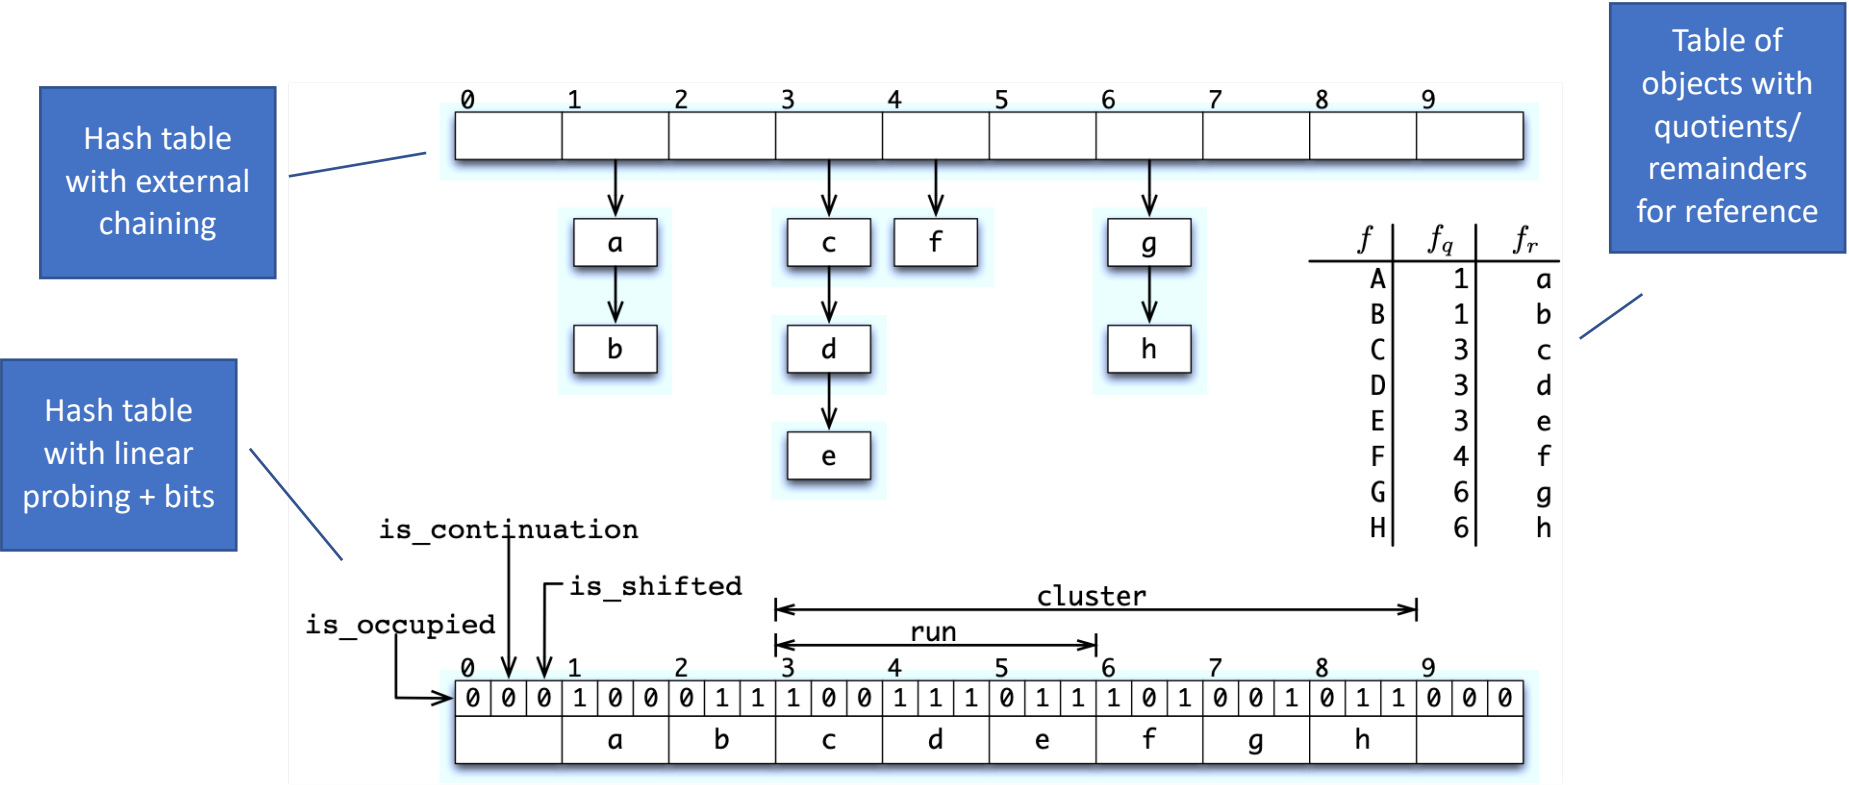 Hash table
with external
chaining
Hash table
with linear
probing + bits
Table of
objects with
quotients/
remainders
for reference
0 1 2 3 4 5 6 7 8 9
a c f g
b d h
e
f f_q f_r
A 1 a
B 1 b
C 3 c
D 3 d
E 3 e
F 4 f
G 6 g
H 6 h
is_continuation
is_shifted
is_occupied
cluster
run
0 1 2 3 4 5 6 7 8 9
0 0 0 1 0 0 0 1 1 1 0 0 1 1 1 0 1 1 1 0 1 0 0 1 0 1 1 0 0 0
a b c d e f g h